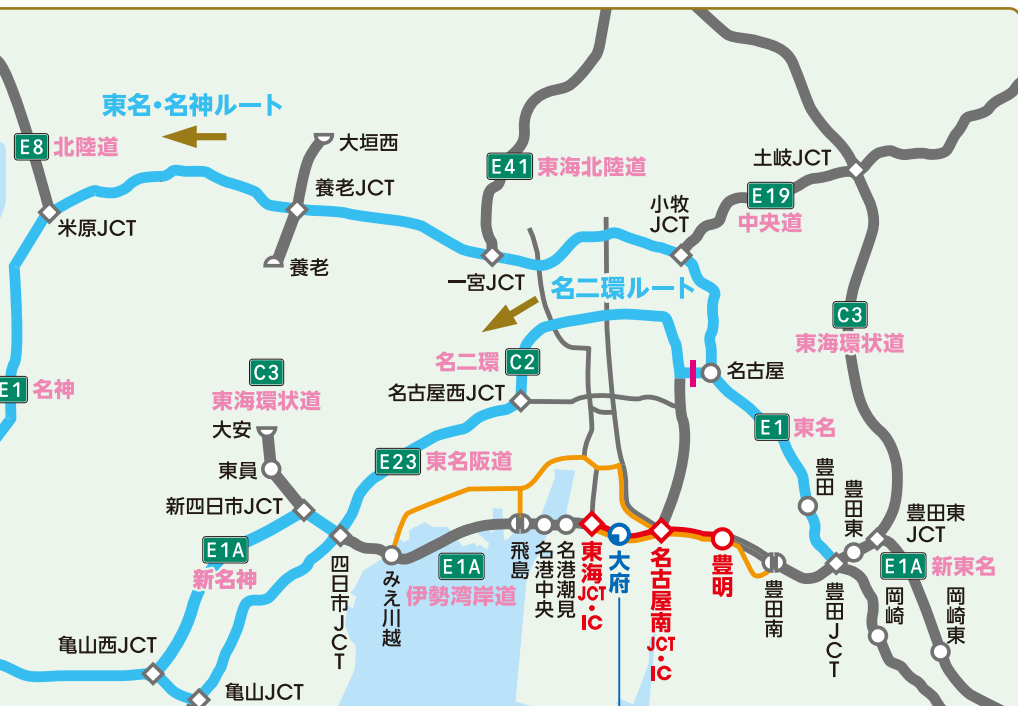 東名・名神ルート
E8 北陸道
大垣西
養老JCT
養老
米原JCT
E41 東海北陸道
一宮JCT
小牧
JCT
土岐JCT
E19
中央道
名二環ルート
名二環 C2
C3
東海環状道
E1 名神
C3
東海環状道
名古屋西JCT
名古屋
E1 東名
大安
東員
E23 東名阪道
新四日市JCT
E1A
新名神
四日市JCT
みえ川越
E1A
伊勢湾岸道
飛島
名港中央
名港潮見
東海JCT・IC
大府
名古屋南JCT・IC
豊明
豊田南
豊田
豊田東
豊田JCT
豊田東
JCT
E1A 新東名
岡崎
岡崎東
亀山西JCT
亀山JCT